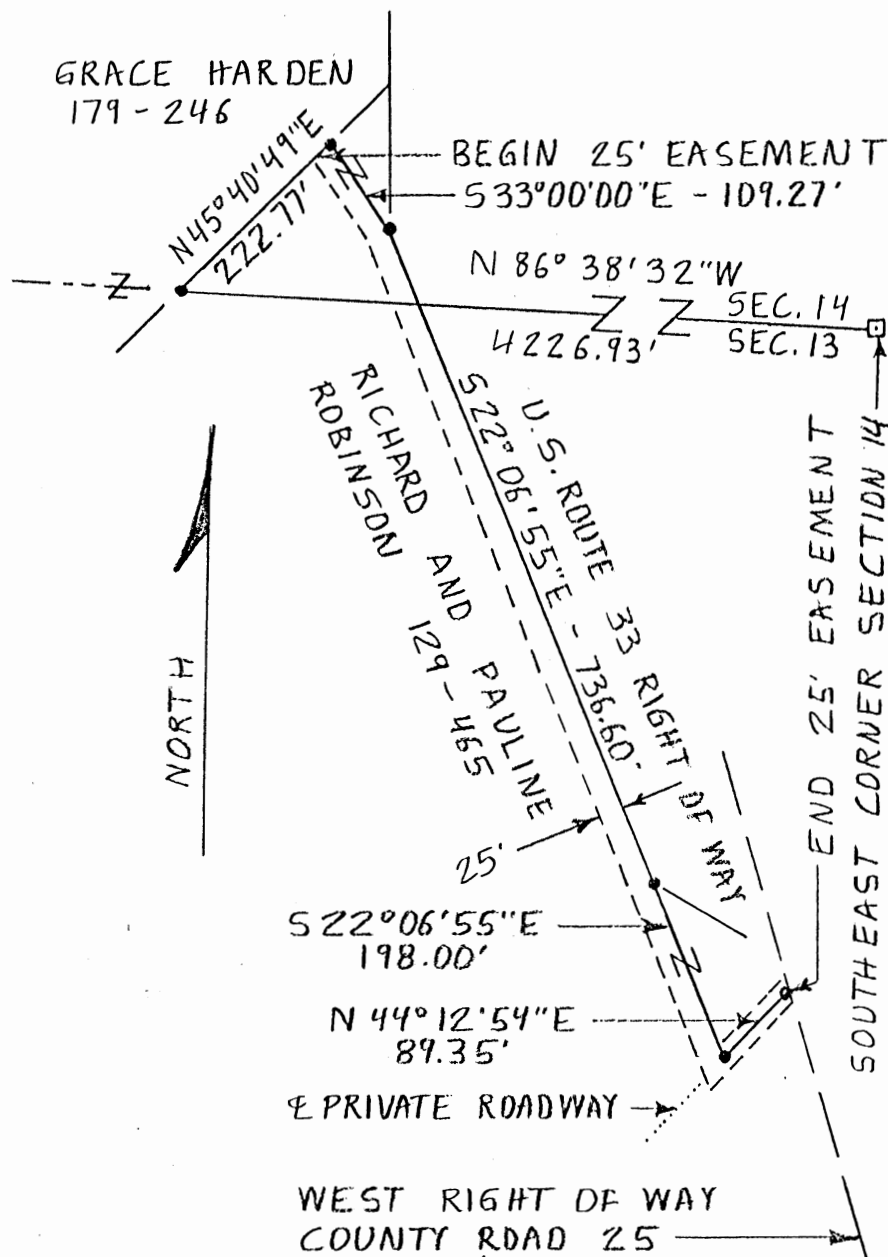 GRACE HARDEN
179 - 246
N45°40'49"E
222.77'
BEGIN 25' EASEMENT
S33°00'00"E - 109.27'
N 86° 38' 32" W
4226.93'
SEC. 14
SEC. 13
RICHARD AND PAULINE
ROBINSON 129 - 465
U.S. ROUTE 33 RIGHT OF WAY
S22°06'55"E - 736.60'
NORTH
END 25' EASEMENT
SOUTHEAST CORNER SECTION 14
25'
S22°06'55"E
198.00'
N 44°12'54"E
89.35'
℄ PRIVATE ROADWAY
WEST RIGHT OF WAY
COUNTY ROAD 25